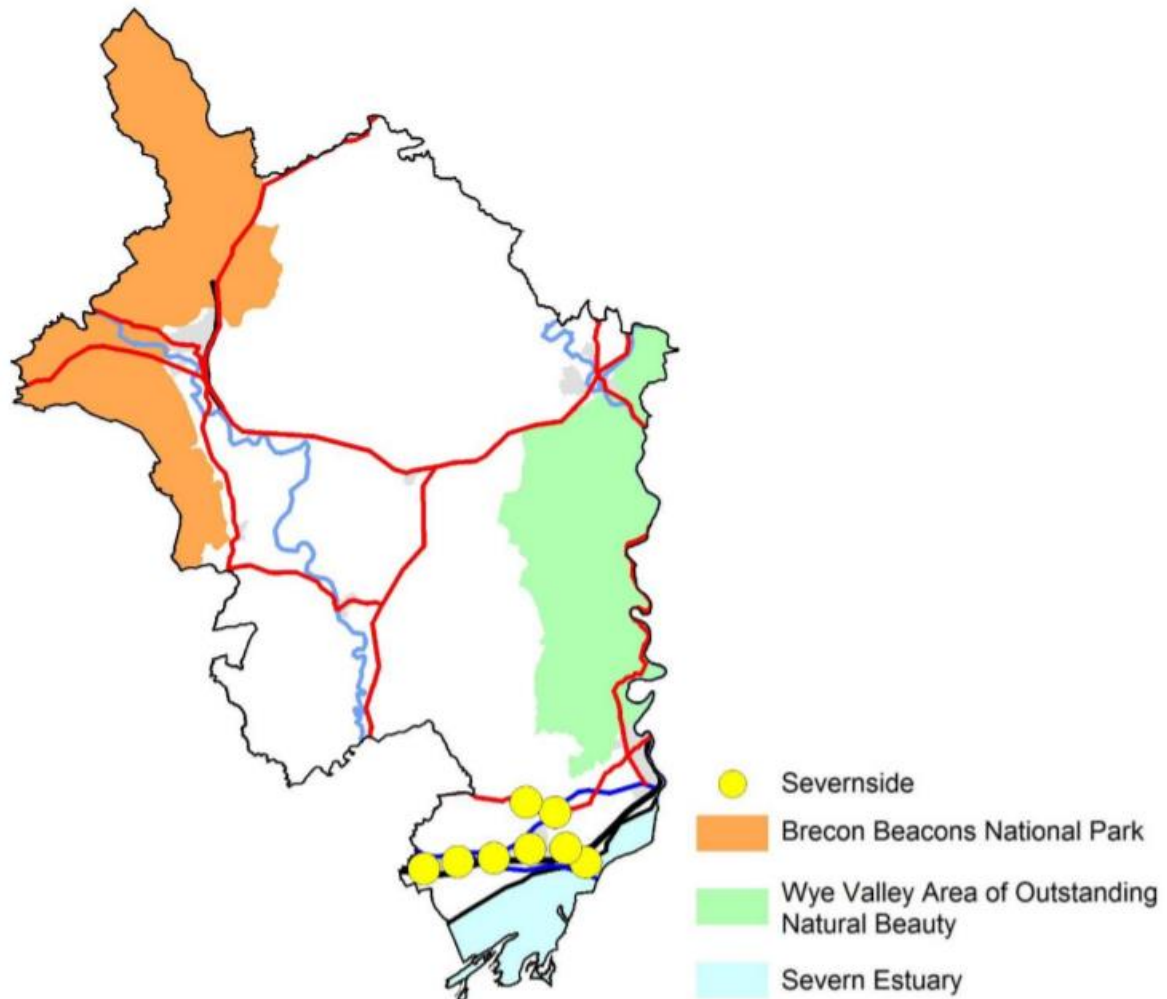 Severnside
Brecon Beacons National Park
Wye Valley Area of Outstanding
Natural Beauty
Severn Estuary